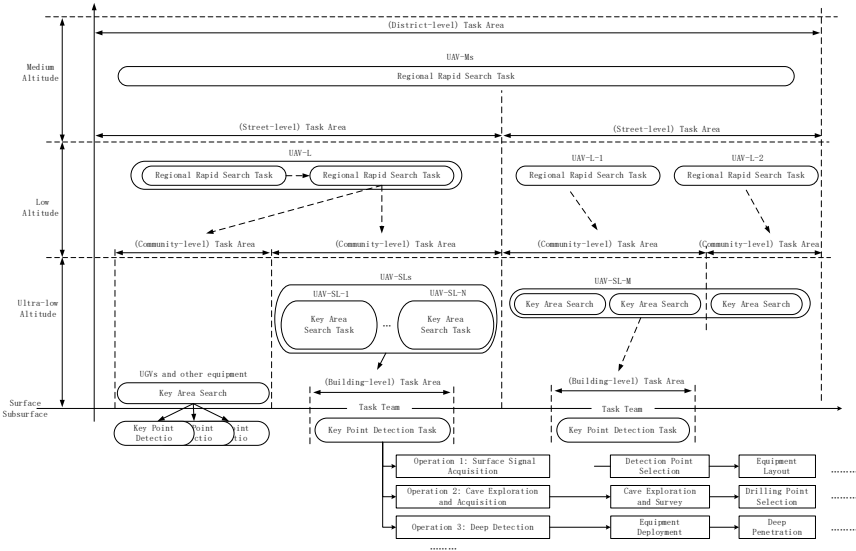 (District-level) Task Area
UAV-Ms
Medium
Altitude
Regional Rapid Search Task
(Street-level) Task Area
(Street-level) Task Area
UAV-L
UAV-L-1
UAV-L-2
Regional Rapid Search Task
Regional Rapid Search Task
Regional Rapid Search Task
Regional Rapid Search Task
Low
Altitude
(Community-level) Task Area
(Community-level) Task Area
(Community-level) Task Area
(Community-level) Task Area
UAV-SLs
UAV-SL-1
UAV-SL-N
UAV-SL-M
Ultra-low
Altitude
Key Area
Search Task
...
Key Area
Search Task
Key Area Search
Key Area Search
Key Area Search
UGVs and other equipment
Key Area Search
(Building-level) Task Area
(Building-level) Task Area
Surface
Subsurface
Task Team
Task Team
Key Point
Detectio
Point
ctio
int
tio
Key Point Detection Task
Key Point Detection Task
Operation 1: Surface Signal
Acquisition
Detection Point
Selection
Equipment
Layout
………
Operation 2: Cave Exploration
and Acquisition
Cave Exploration
and Survey
Drilling Point
Selection
………
Operation 3: Deep Detection
Equipment
Deployment
Deep
Penetration
………
………